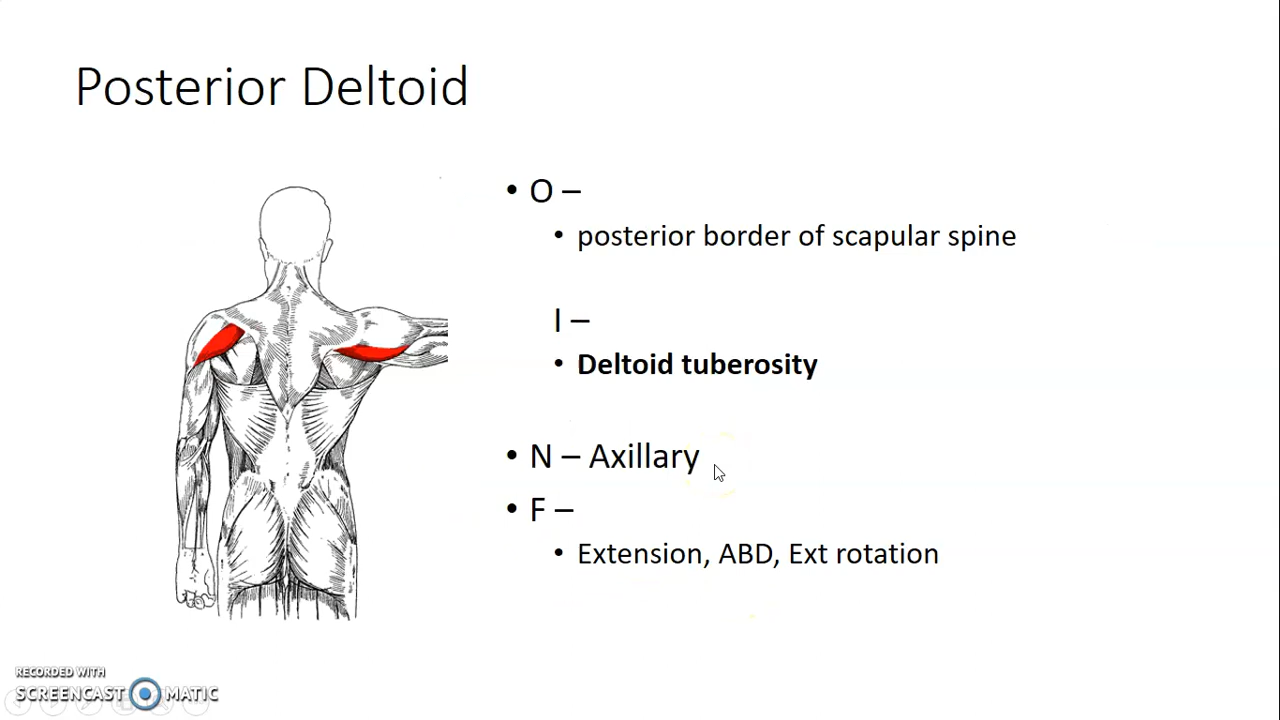 Posterior Deltoid
• O –
• posterior border of scapular spine
I –
• Deltoid tuberosity
• N – Axillary
• F –
• Extension, ABD, Ext rotation
RECORDED WITH
SCREENCAST MATIC